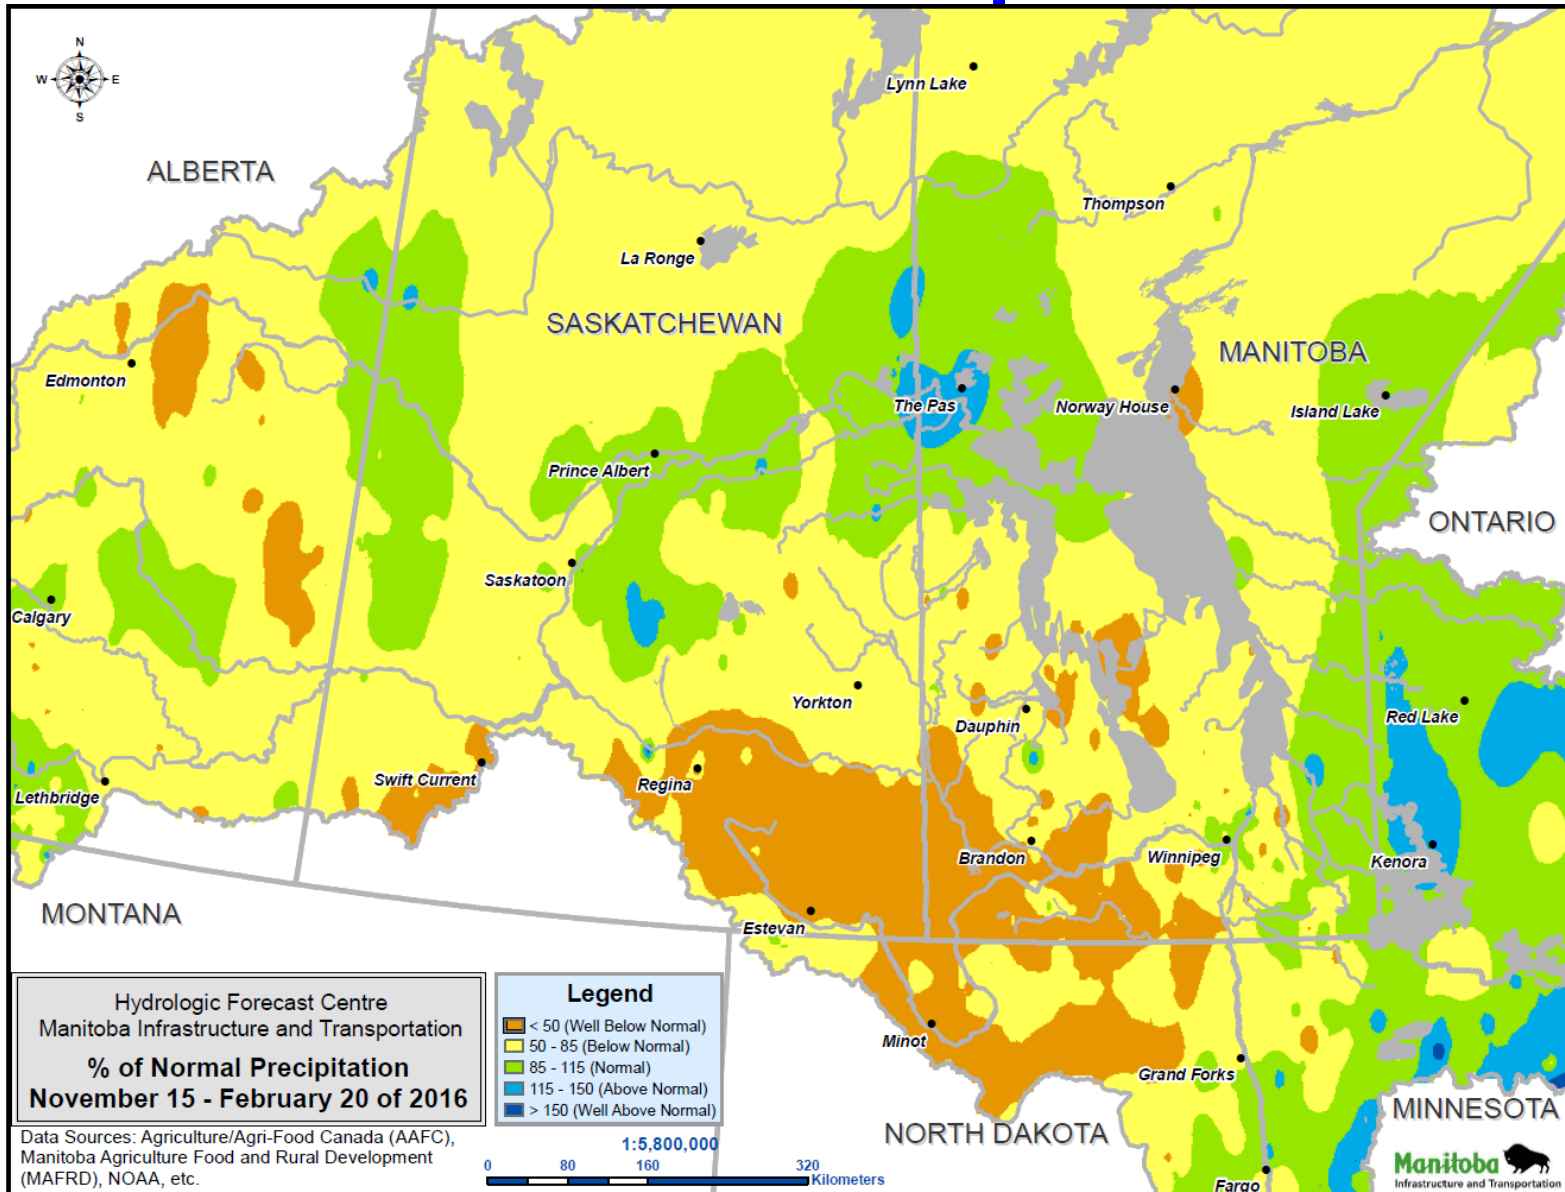 N
W E
S
ALBERTA
Lynn Lake
Thompson
La Ronge
SASKATCHEWAN
MANITOBA
Edmonton
The Pas
Norway House
Island Lake
Prince Albert
ONTARIO
Saskatoon
Calgary
Yorkton
Dauphin
Red Lake
Swift Current
Regina
Lethbridge
Brandon
Winnipeg
Kenora
MONTANA
Estevan
Minot
Grand Forks
NORTH DAKOTA
MINNESOTA
Fargo
Hydrologic Forecast Centre
Manitoba Infrastructure and Transportation
% of Normal Precipitation
November 15 - February 20 of 2016
Legend
< 50 (Well Below Normal)
50 - 85 (Below Normal)
85 - 115 (Normal)
115 - 150 (Above Normal)
> 150 (Well Above Normal)
Data Sources: Agriculture/Agri-Food Canada (AAFC),
Manitoba Agriculture Food and Rural Development
(MAFRD), NOAA, etc.
1:5,800,000
0 80 160 320
Kilometers
Manitoba
Infrastructure and Transportation